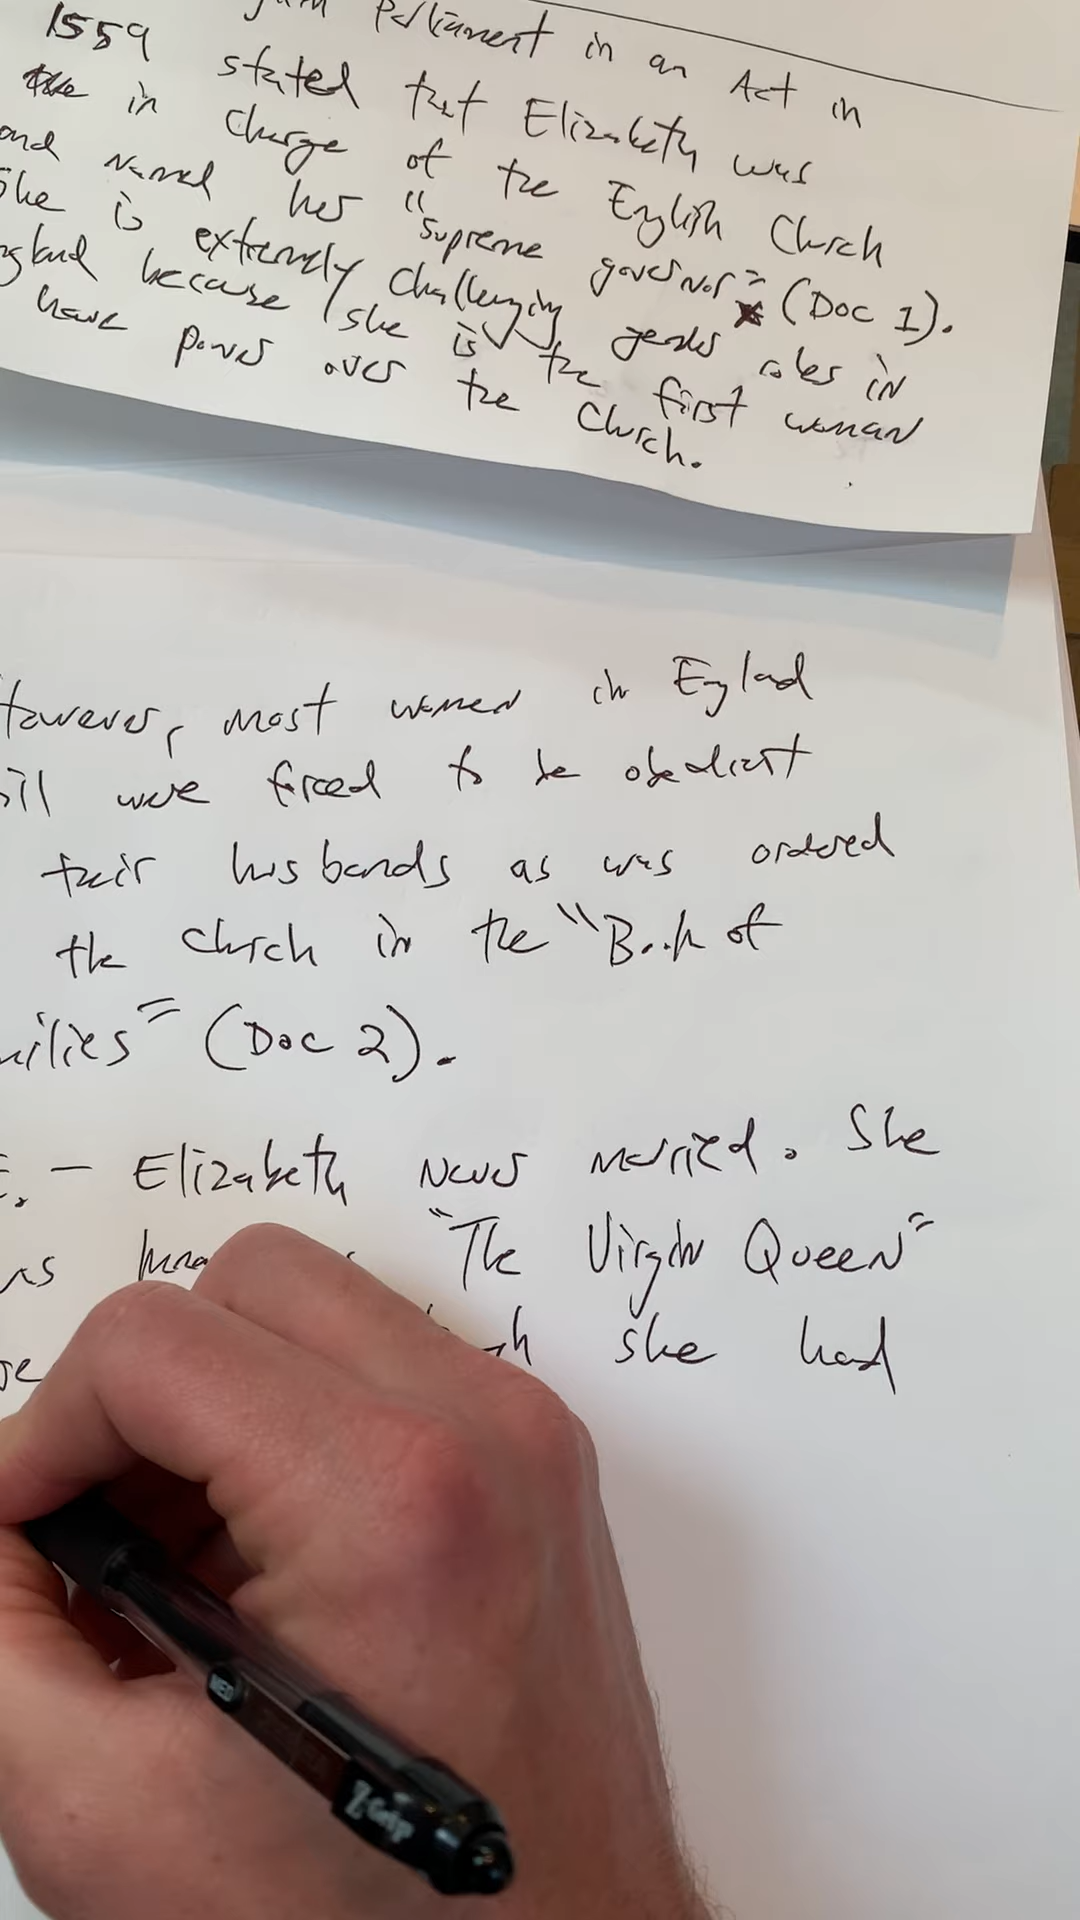 Parliament in an Act in
1559 stated that Elizabeth was
in charge of the English Church
and named her "supreme governor" (Doc 1).
She is extremely challenging gender roles in
because she is the first woman
have power over the Church.
However, most women in England
were forced to be obedient
their husbands as was ordered
the church in the "Book of
(Doc 2).
- Elizabeth never married. She
"The Virgin Queen"
she had
MED
Z-Grip